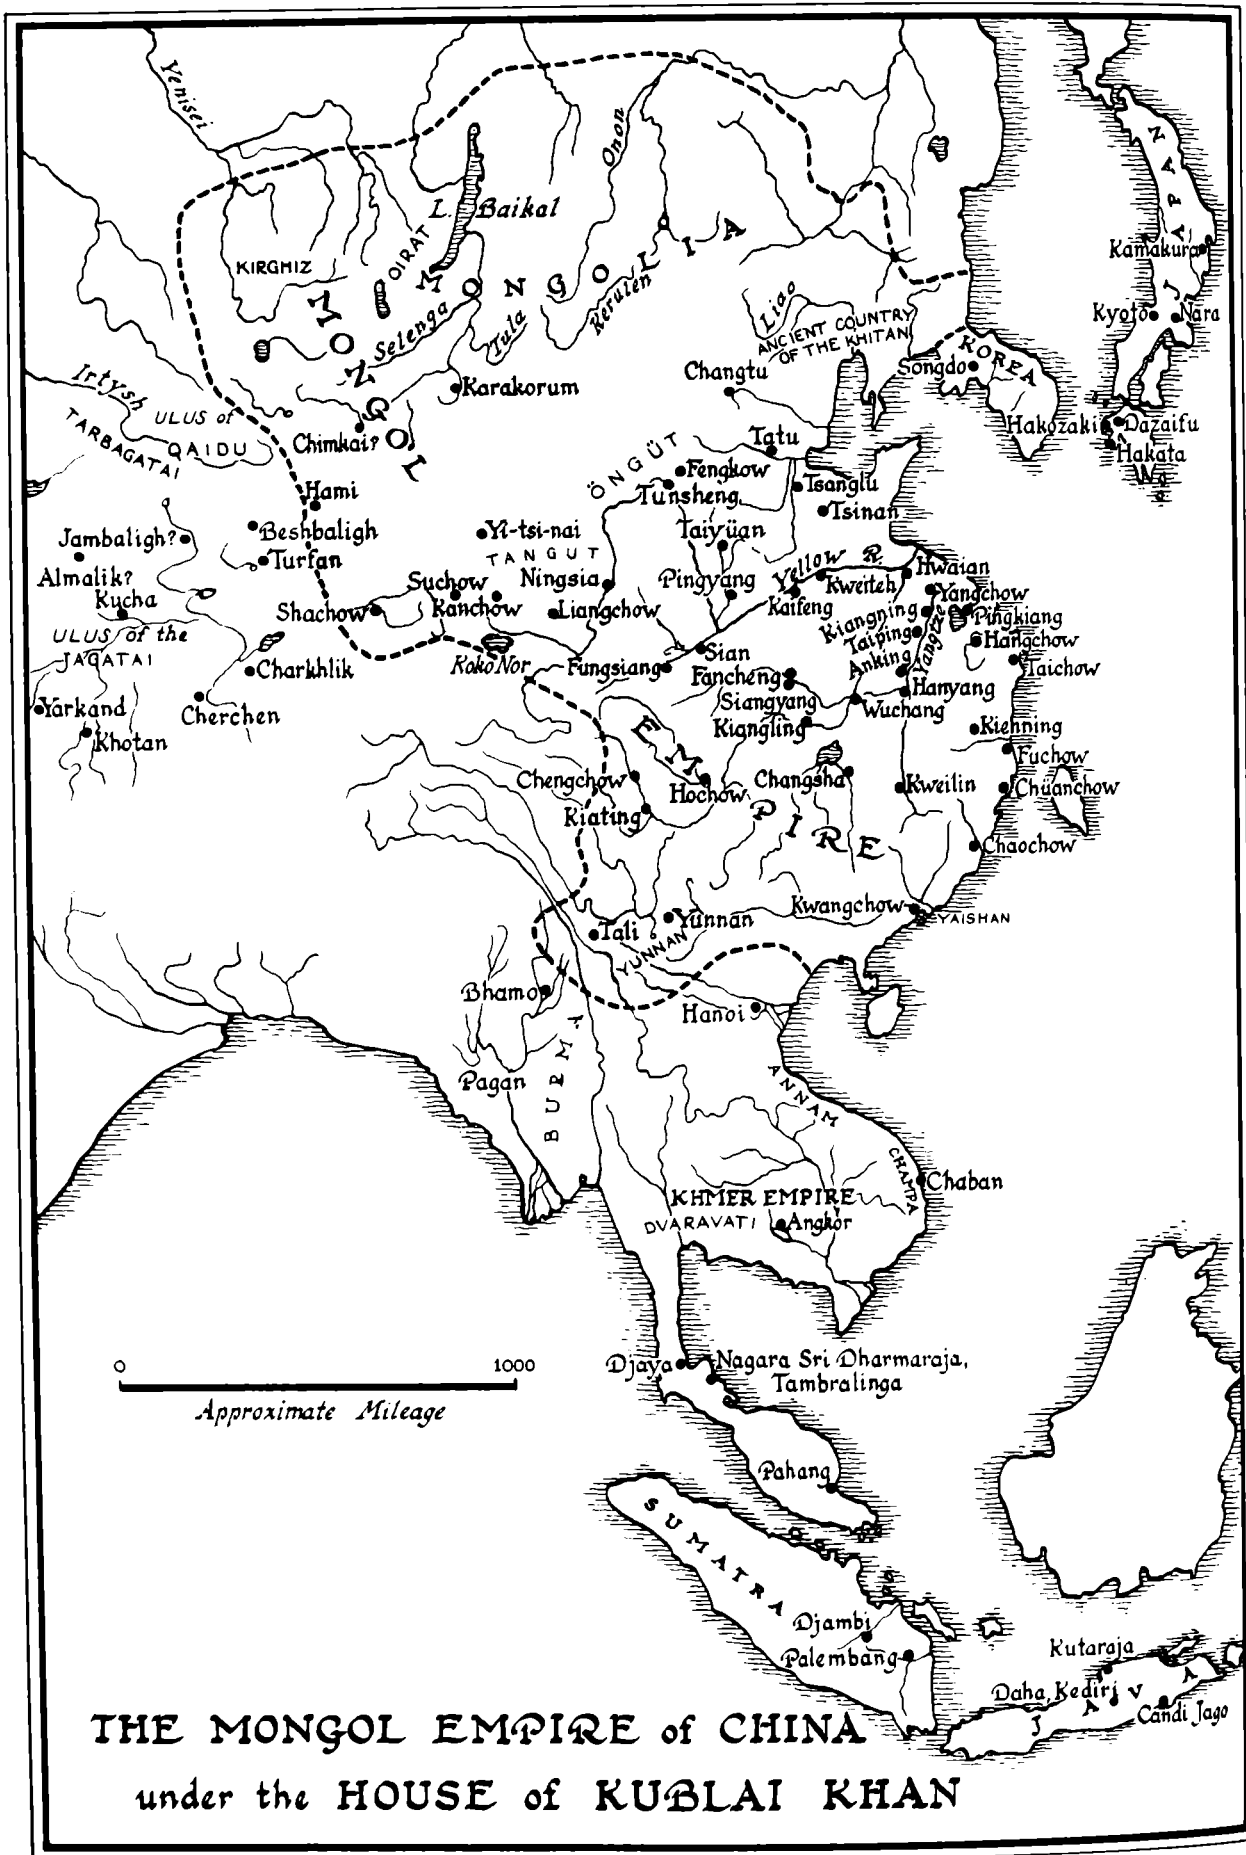 Yenisei
Onon
L. Baikal
JAPAN
OIRAT
KIRGHIZ
MONGOLIA
Kamakura
MONGOL
Selenga
Tula
Kerulen
Liao
ANCIENT COUNTRY
OF THE KHITAN
Kyotō
Nara
KOREA
Songdo
Changtu
Karakorum
Irtysh
TARBAGATAI
ULUS of
QAIDU
Chimkai?
Hakozaki
Dazaifu
Hakata
Tatu
ÖNGÜT
Fengkow
Tunsheng
Tsanglu
Tsinan
Hami
Beshbaligh
Jambaligh?
Turfan
Almalik?
Kucha
Yi-tsi-nai
TANGUT
Taiyüan
Suchow
Kanchow
Ningsia
Liangchow
Pingyang
Yellow R.
Kweiteh
Kaifeng
Hwaian
Yangchow
Kiangning
Pingkiang
Taiping
Yangtze
Hangchow
Anking
Taichow
Shachow
ULUS of the
JAGATAI
Charkhlik
Koko Nor
Fungsiang
Sian
Fancheng
Siangyang
Hanyang
Wuchang
Kiangling
Yarkand
Cherchen
Khotan
Kiehning
Fuchow
EMPIRE
Chengchow
Hochow
Changsha
Kweilin
Chuanchow
Kiating
Chaochow
Kwangchow
YAISHAN
Tali
Yünnan
YUNNAN
Bhamo
Hanoi
Pagan
BURMA
ANNAM
CHAMPA
Chaban
KHMER EMPIRE
DVARAVATI
Angkor
0 1000
Approximate Mileage
Djaya
Nagara Sri Dharmaraja,
Tambralinga
Pahang
SUMATRA
Djambi
Palembang
Kutaraja
Daha, Kediri
JAVA
Candi Jago
THE MONGOL EMPIRE of CHINA
under the HOUSE of KUBLAI KHAN